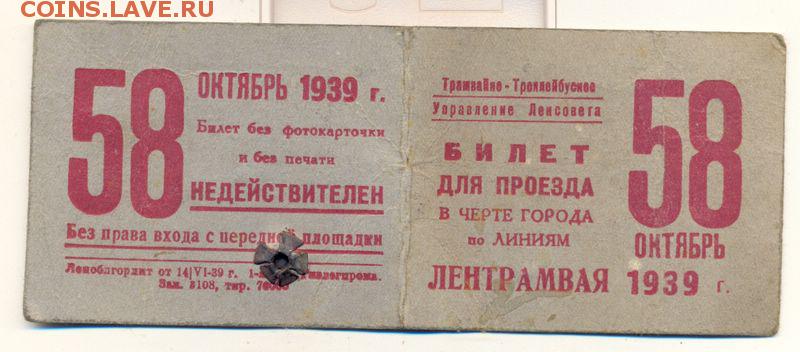 COINS.LAVE.RU
58
ОКТЯБРЬ 1939 г.
Билет без фотокарточки
и без печати
НЕДЕЙСТВИТЕЛЕН
Без права входа с передней площадки
Леноблгорлит от 14|VI-39 г. 1-
Зак. 3108, тир.
Трамвайно-Троллейбусное
Управление Ленсовета
БИЛЕТ
ДЛЯ ПРОЕЗДА
В ЧЕРТЕ ГОРОДА
по ЛИНИЯМ
ЛЕНТРАМВАЯ 1939 г.
58
ОКТЯБРЬ